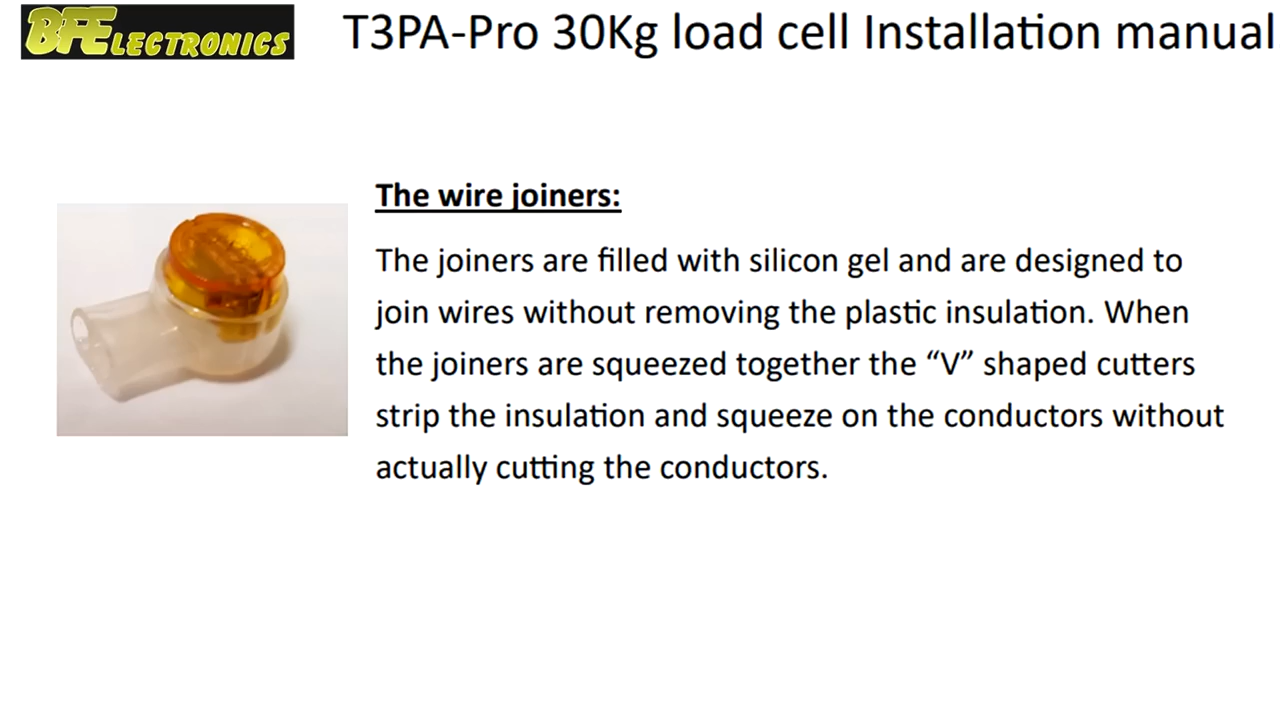 BFELECTRONICS
T3PA-Pro 30Kg load cell Installation manual
The wire joiners:
The joiners are filled with silicon gel and are designed to
join wires without removing the plastic insulation. When
the joiners are squeezed together the “V” shaped cutters
strip the insulation and squeeze on the conductors without
actually cutting the conductors.